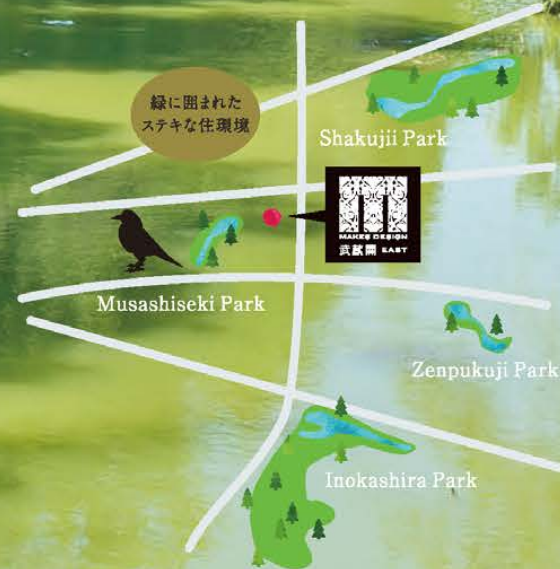 緑に囲まれた
ステキな住環境
Shakujii Park
MAKES DESIGN
武蔵関 EAST
Musashiseki Park
Zenpukuji Park
Inokashira Park